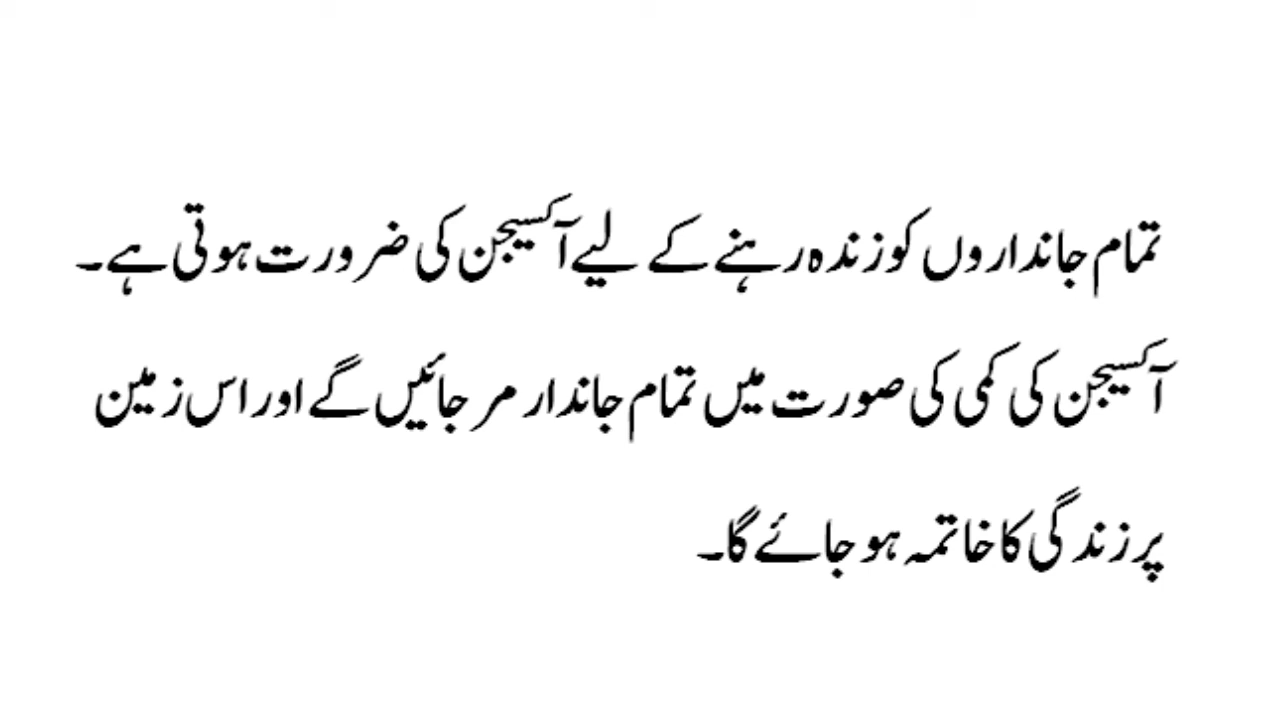 تمام جانداروں کو زندہ رہنے کے لیے آکسیجن کی ضرورت ہوتی ہے۔
آکسیجن کی کمی کی صورت میں تمام جاندار مر جائیں گے اور اس زمین
پر زندگی کا خاتمہ ہو جائے گا۔